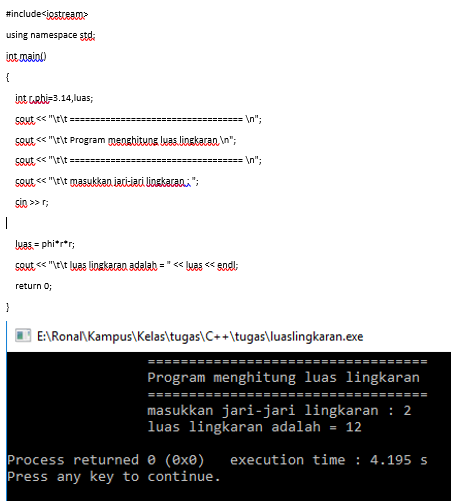 #include<iostream>
using namespace std;
int main()
{
int r,phi=3.14,luas;
cout << "\t\t ================================== \n";
cout << "\t\t Program menghitung luas lingkaran \n";
cout << "\t\t ================================== \n";
cout << "\t\t masukkan jari-jari lingkaran : ";
cin >> r;
luas = phi*r*r;
cout << "\t\t luas lingkaran adalah = " << luas << endl;
return 0;
}
E:\Ronal\Kampus\Kelas\tugas\C++\tugas\luaslingkaran.exe
==================================
Program menghitung luas lingkaran
==================================
masukkan jari-jari lingkaran : 2
luas lingkaran adalah = 12
Process returned 0 (0x0)   execution time : 4.195 s
Press any key to continue.